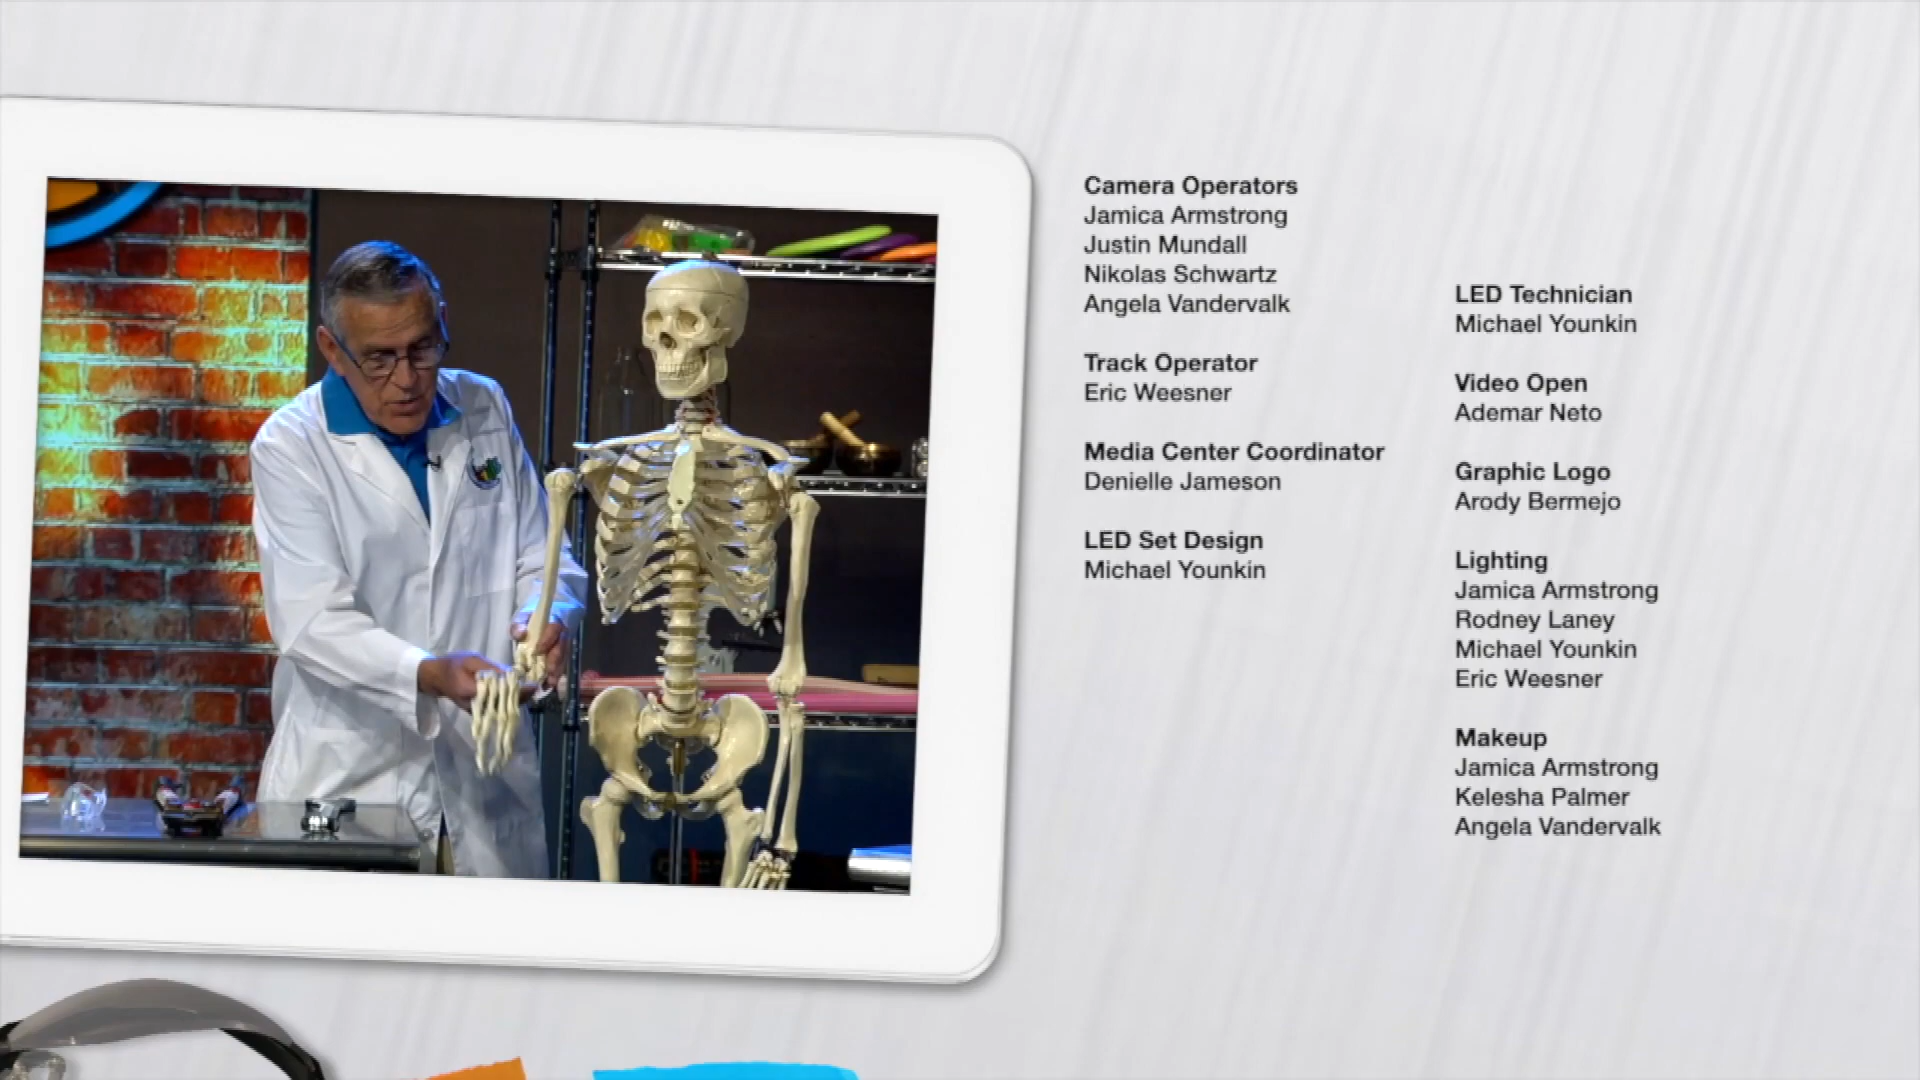 Camera Operators
Jamica Armstrong
Justin Mundall
Nikolas Schwartz
Angela Vandervalk
Track Operator
Eric Weesner
Media Center Coordinator
Denielle Jameson
LED Set Design
Michael Younkin
LED Technician
Michael Younkin
Video Open
Ademar Neto
Graphic Logo
Arody Bermejo
Lighting
Jamica Armstrong
Rodney Laney
Michael Younkin
Eric Weesner
Makeup
Jamica Armstrong
Kelesha Palmer
Angela Vandervalk